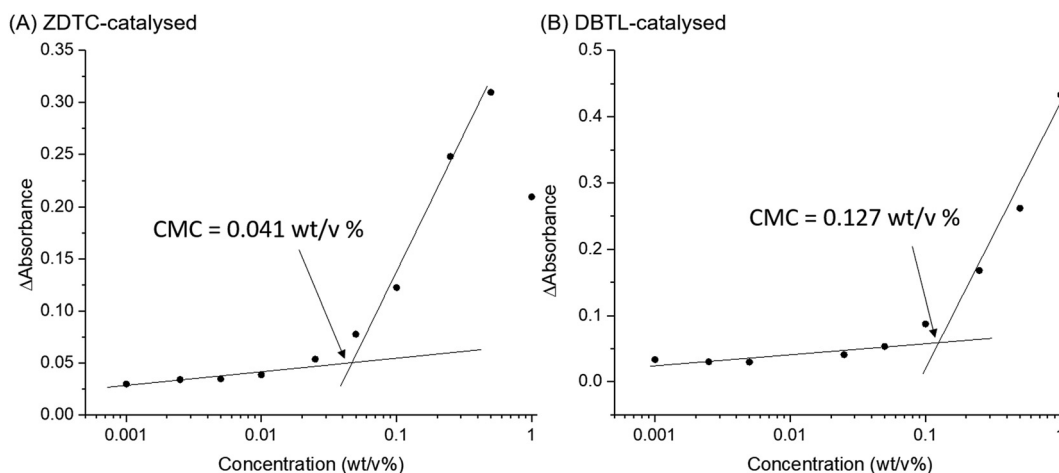 (A) ZDTC-catalysed
0.35
0.30
0.25
0.20
0.15
0.10
0.05
0.00
ΔAbsorbance
CMC = 0.041 wt/v %
0.001
0.01
0.1
1
Concentration (wt/v%)
(B) DBTL-catalysed
0.5
0.4
0.3
0.2
0.1
0.0
ΔAbsorbance
CMC = 0.127 wt/v %
0.001
0.01
0.1
1
Concentration (wt/v%)